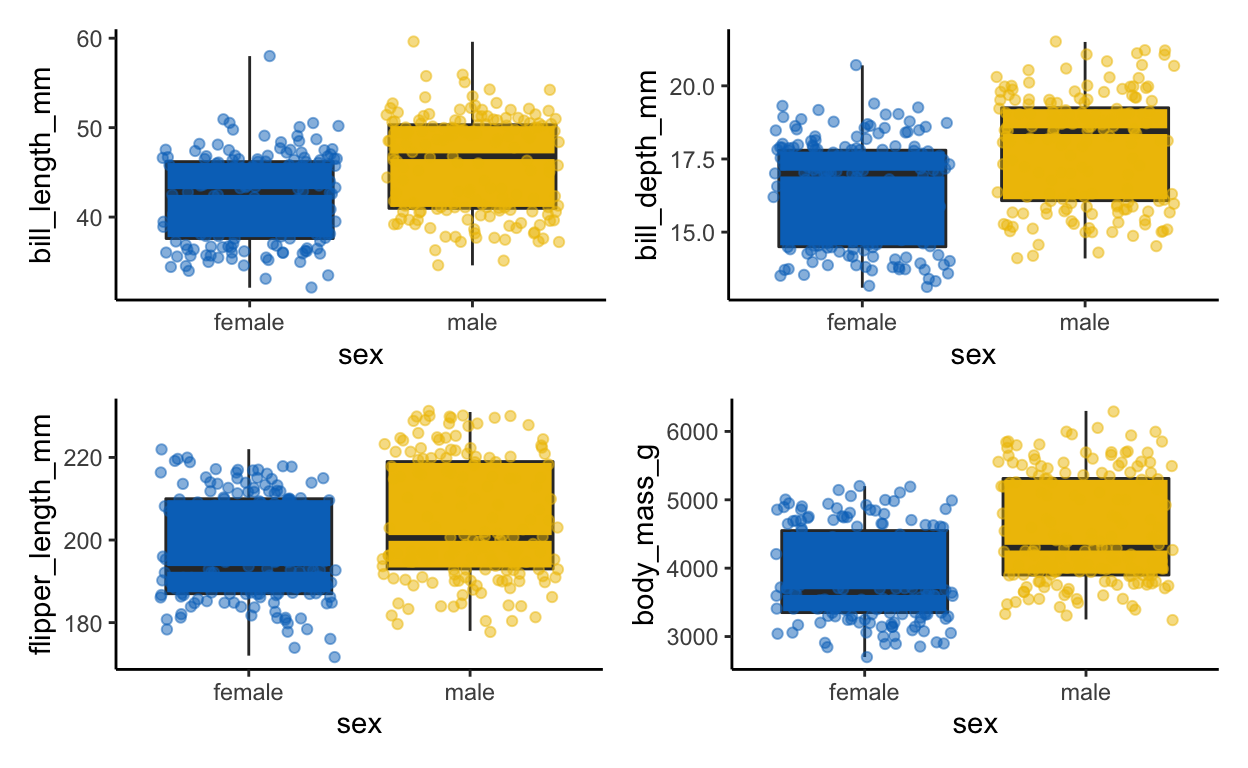 bill_length_mm
60
50
40
female male
sex
bill_depth_mm
20.0
17.5
15.0
female male
sex
flipper_length_mm
220
200
180
female male
sex
body_mass_g
6000
5000
4000
3000
female male
sex